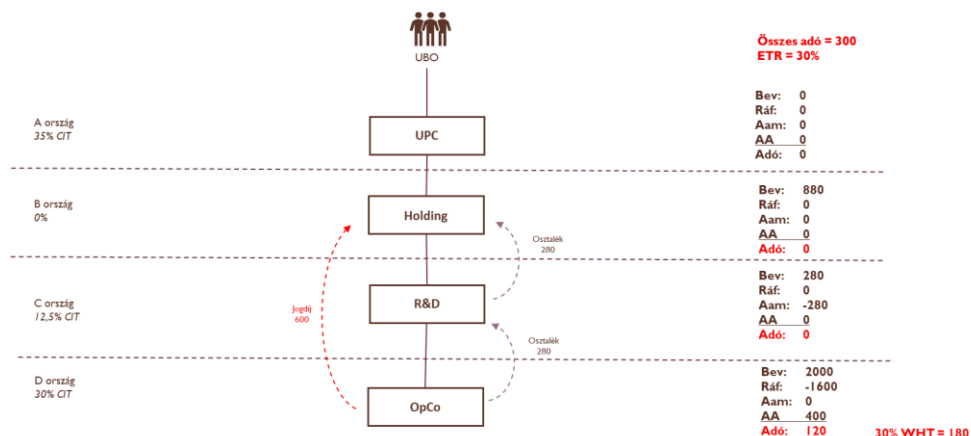 UBO
Összes adó = 300
ETR = 30%
A ország
35% CIT
UPC
Bev: 0
Ráf: 0
Aam: 0
AA 0
Adó: 0
B ország
0%
Holding
Osztalék
280
Bev: 880
Ráf: 0
Aam: 0
AA 0
Adó: 0
Jogdíj
600
C ország
12,5% CIT
R&D
Osztalék
280
Bev: 280
Ráf: 0
Aam: -280
AA 0
Adó: 0
D ország
30% CIT
OpCo
Bev: 2000
Ráf: -1600
Aam: 0
AA 400
Adó: 120
30% WHT = 180